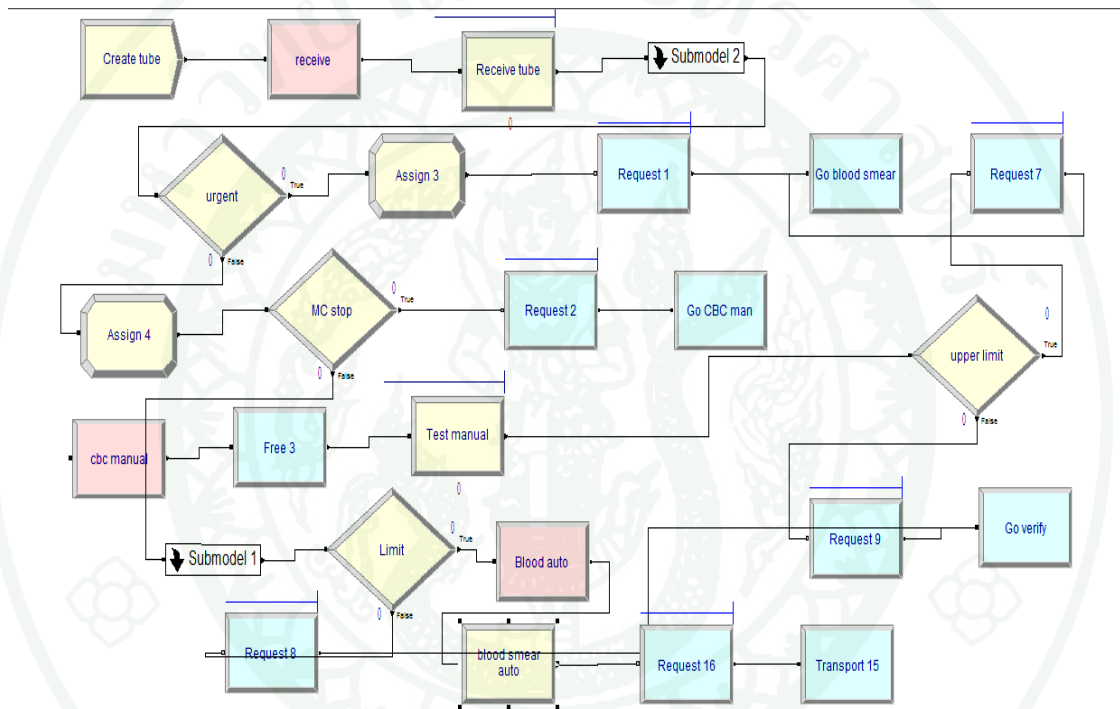 Create tube
receive
Receive tube
Submodel 2
0
urgent
0
True
0
False
Assign 3
Request 1
Go blood smear
Request 7
Assign 4
MC stop
0
True
0
False
Request 2
Go CBC man
upper limit
0
True
0
False
cbc manual
Free 3
Test manual
0
Request 9
Go verify
Submodel 1
Limit
0
True
0
False
Blood auto
Request 8
blood smear
auto
Request 16
Transport 15